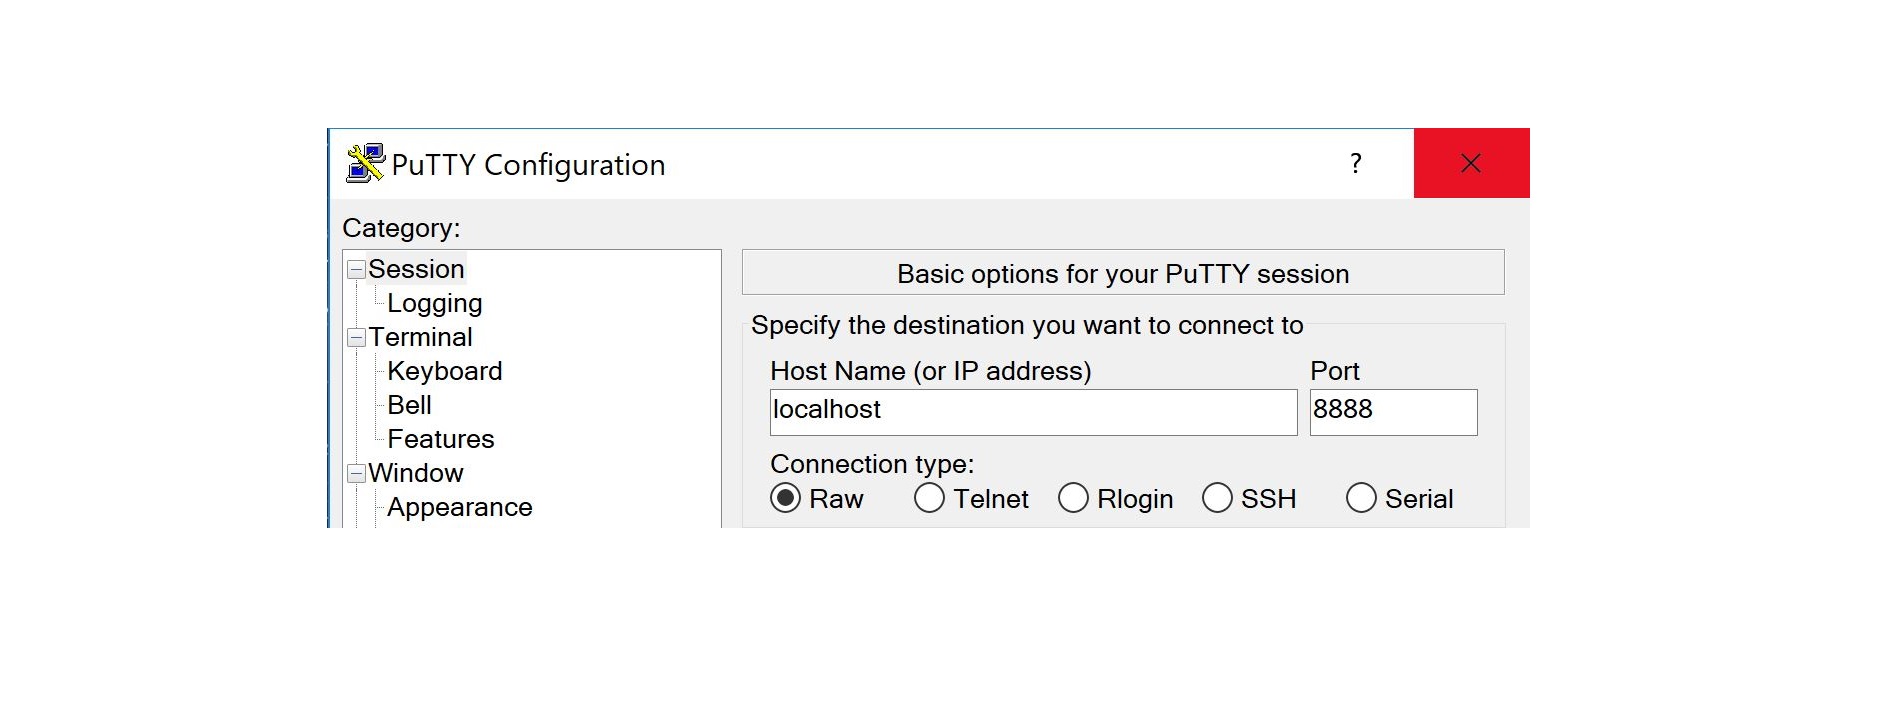 PuTTY Configuration
?
Category:
Session
Logging
Terminal
Keyboard
Bell
Features
Window
Appearance
Basic options for your PuTTY session
Specify the destination you want to connect to
Host Name (or IP address) Port
localhost 8888
Connection type:
Raw Telnet Rlogin SSH Serial